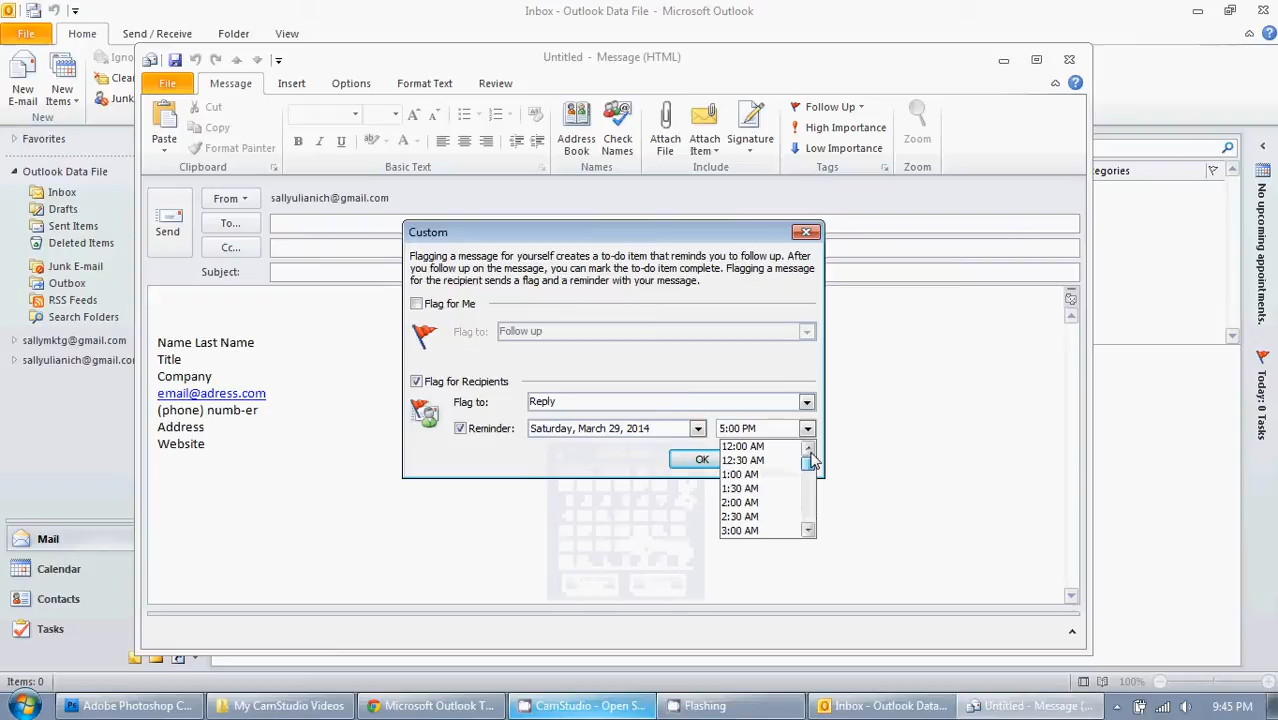 Inbox - Outlook Data File - Microsoft Outlook
File Home Send / Receive Folder View
Untitled - Message (HTML)
File Message Insert Options Format Text Review
New E-mail
New Items
Clea
Junk
New
Paste
Cut
Copy
Format Painter
Clipboard
Basic Text
Address Book
Check Names
Names
Attach File
Attach Item
Signature
Include
Follow Up
High Importance
Low Importance
Tags
Zoom
Zoom
Favorites
Outlook Data File
Inbox
Drafts
Sent Items
Deleted Items
Junk E-mail
Outbox
RSS Feeds
Search Folders
sallymktg@gmail.com
sallyulianich@gmail.co
Mail
Calendar
Contacts
Tasks
Send
From sallyulianich@gmail.com
To...
Cc...
Subject:
Name Last Name
Title
Company
email@adress.com
(phone) numb-er
Address
Website
Custom
Flagging a message for yourself creates a to-do item that reminds you to follow up. After
you follow up on the message, you can mark the to-do item complete. Flagging a message
for the recipient sends a flag and a reminder with your message.
Flag for Me
Flag to: Follow up
Flag for Recipients
Flag to: Reply
Reminder: Saturday, March 29, 2014 5:00 PM
OK
12:00 AM
12:30 AM
1:00 AM
1:30 AM
2:00 AM
2:30 AM
3:00 AM
egories
No upcoming appointments.
Today: 0 Tasks
Items: 0
100%
Adobe Photoshop C... My CamStudio Videos Microsoft Outlook T... CamStudio - Open S... Flashing Inbox - Outlook Dat... Untitled - Message (... 9:45 PM